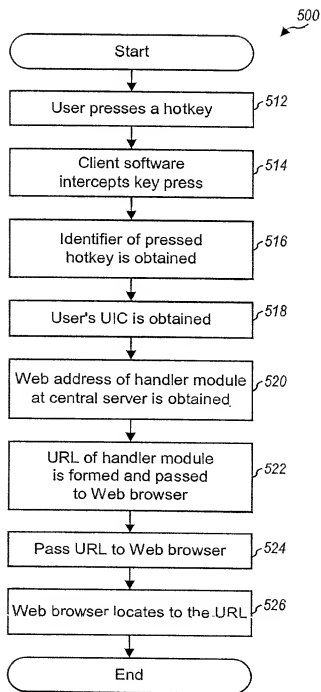 500
Start
User presses a hotkey
512
Client software
intercepts key press
514
Identifier of pressed
hotkey is obtained
516
User's UIC is obtained
518
Web address of handler module
at central server is obtained.
520
URL of handler module
is formed and passed
to Web browser
522
Pass URL to Web browser
524
Web browser locates to the URL
526
End